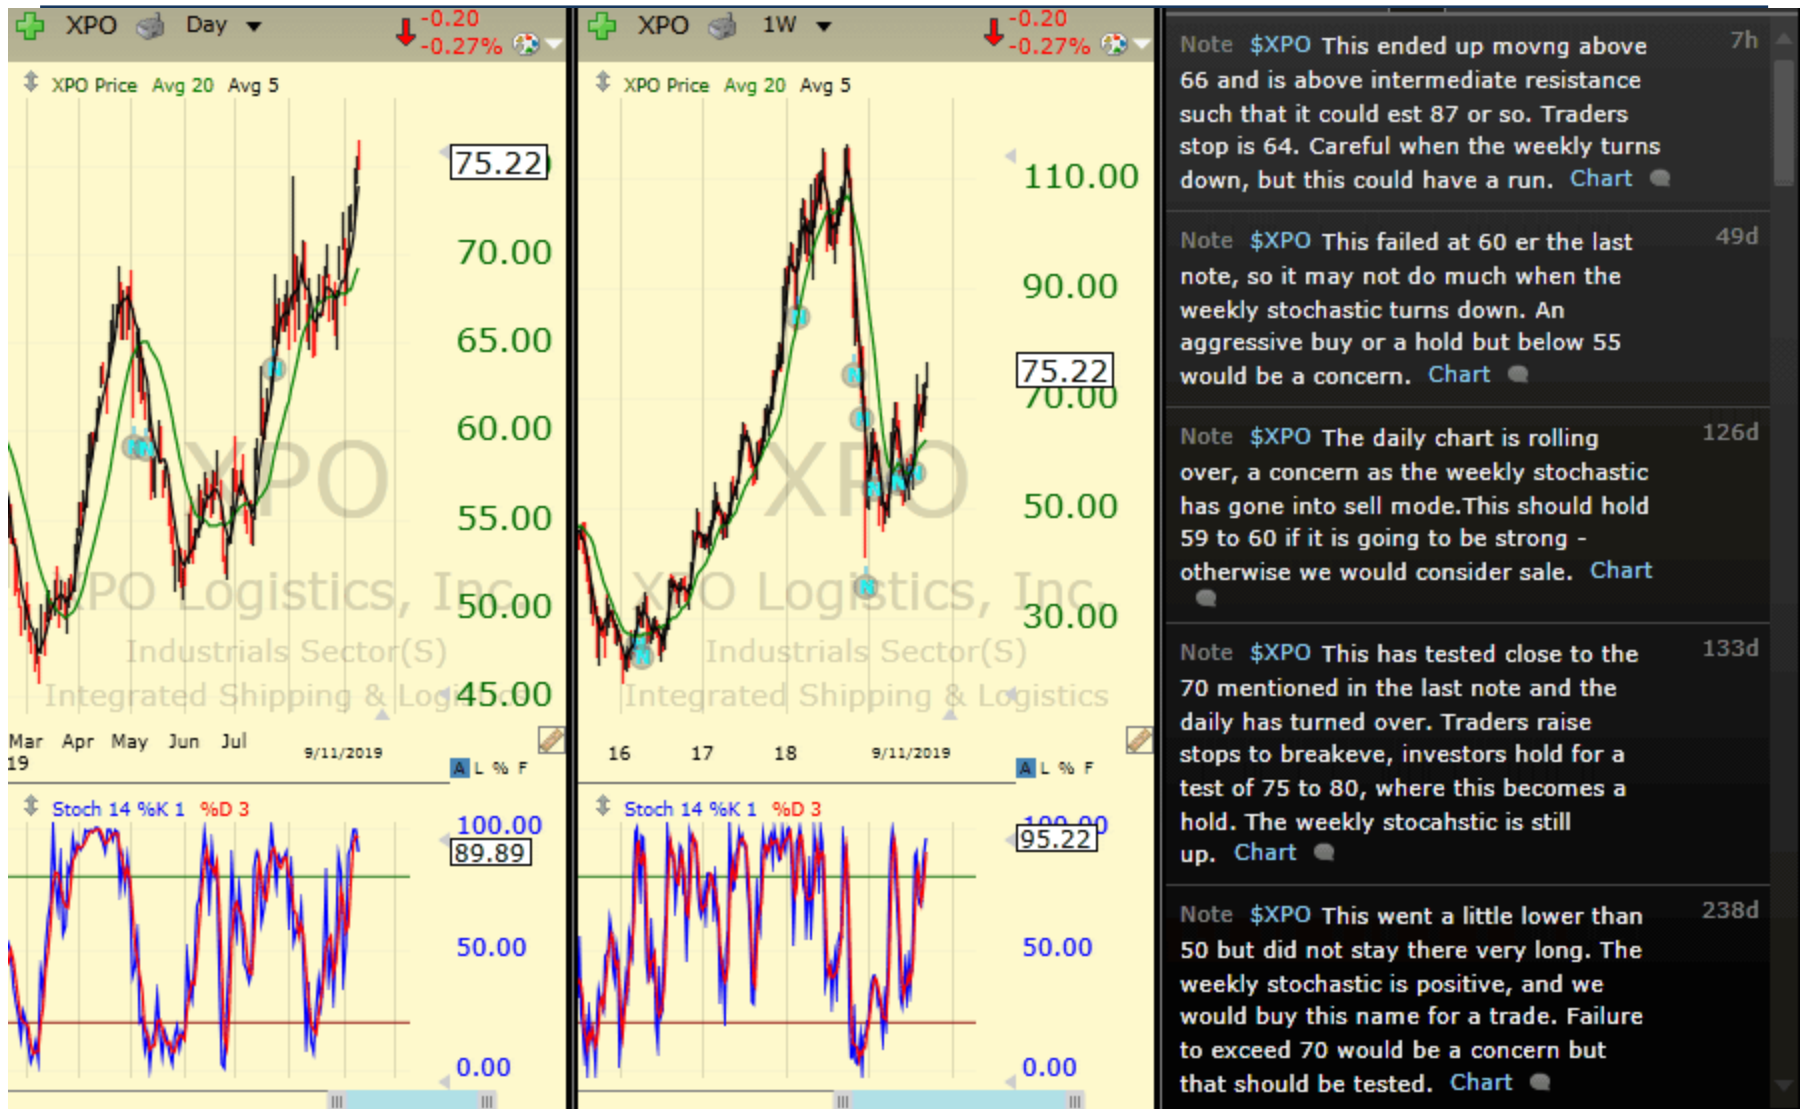 XPO Day -0.20
-0.27%
XPO Price Avg 20 Avg 5
75.22
70.00
65.00
60.00
55.00
50.00
45.00
XPO
XPO Logistics, Inc.
Industrials Sector(S)
Integrated Shipping & Logistics
Mar Apr May Jun Jul 9/11/2019
19
A L % F
Stoch 14 %K 1 %D 3
100.00
89.89
50.00
0.00
XPO 1W -0.20
-0.27%
XPO Price Avg 20 Avg 5
110.00
90.00
75.22
70.00
50.00
30.00
XPO
XPO Logistics, Inc.
Industrials Sector(S)
Integrated Shipping & Logistics
16 17 18 9/11/2019
A L % F
Stoch 14 %K 1 %D 3
100.00
95.22
50.00
0.00
Note $XPO This ended up movng above 7h
66 and is above intermediate resistance
such that it could est 87 or so. Traders
stop is 64. Careful when the weekly turns
down, but this could have a run. Chart
Note $XPO This failed at 60 er the last 49d
note, so it may not do much when the
weekly stochastic turns down. An
aggressive buy or a hold but below 55
would be a concern. Chart
Note $XPO The daily chart is rolling 126d
over, a concern as the weekly stochastic
has gone into sell mode.This should hold
59 to 60 if it is going to be strong -
otherwise we would consider sale. Chart
Note $XPO This has tested close to the 133d
70 mentioned in the last note and the
daily has turned over. Traders raise
stops to breakeve, investors hold for a
test of 75 to 80, where this becomes a
hold. The weekly stocahstic is still
up. Chart
Note $XPO This went a little lower than 238d
50 but did not stay there very long. The
weekly stochastic is positive, and we
would buy this name for a trade. Failure
to exceed 70 would be a concern but
that should be tested. Chart